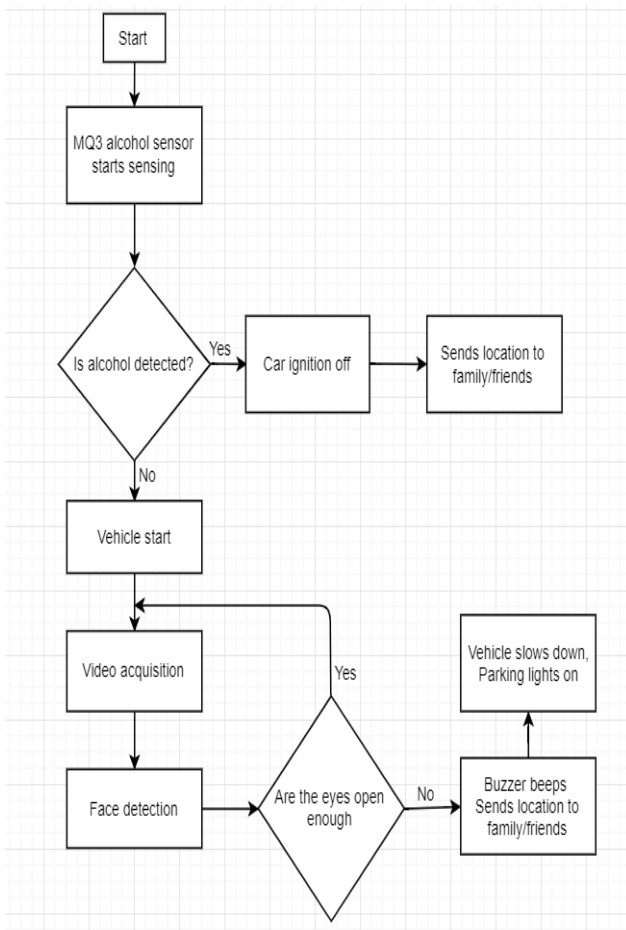 Start
MQ3 alcohol sensor
starts sensing
Is alcohol detected?
Yes
Car ignition off
Sends location to
family/friends
No
Vehicle start
Video acquisition
Yes
Vehicle slows down,
Parking lights on
Face detection
Are the eyes open
enough
No
Buzzer beeps
Sends location to
family/friends